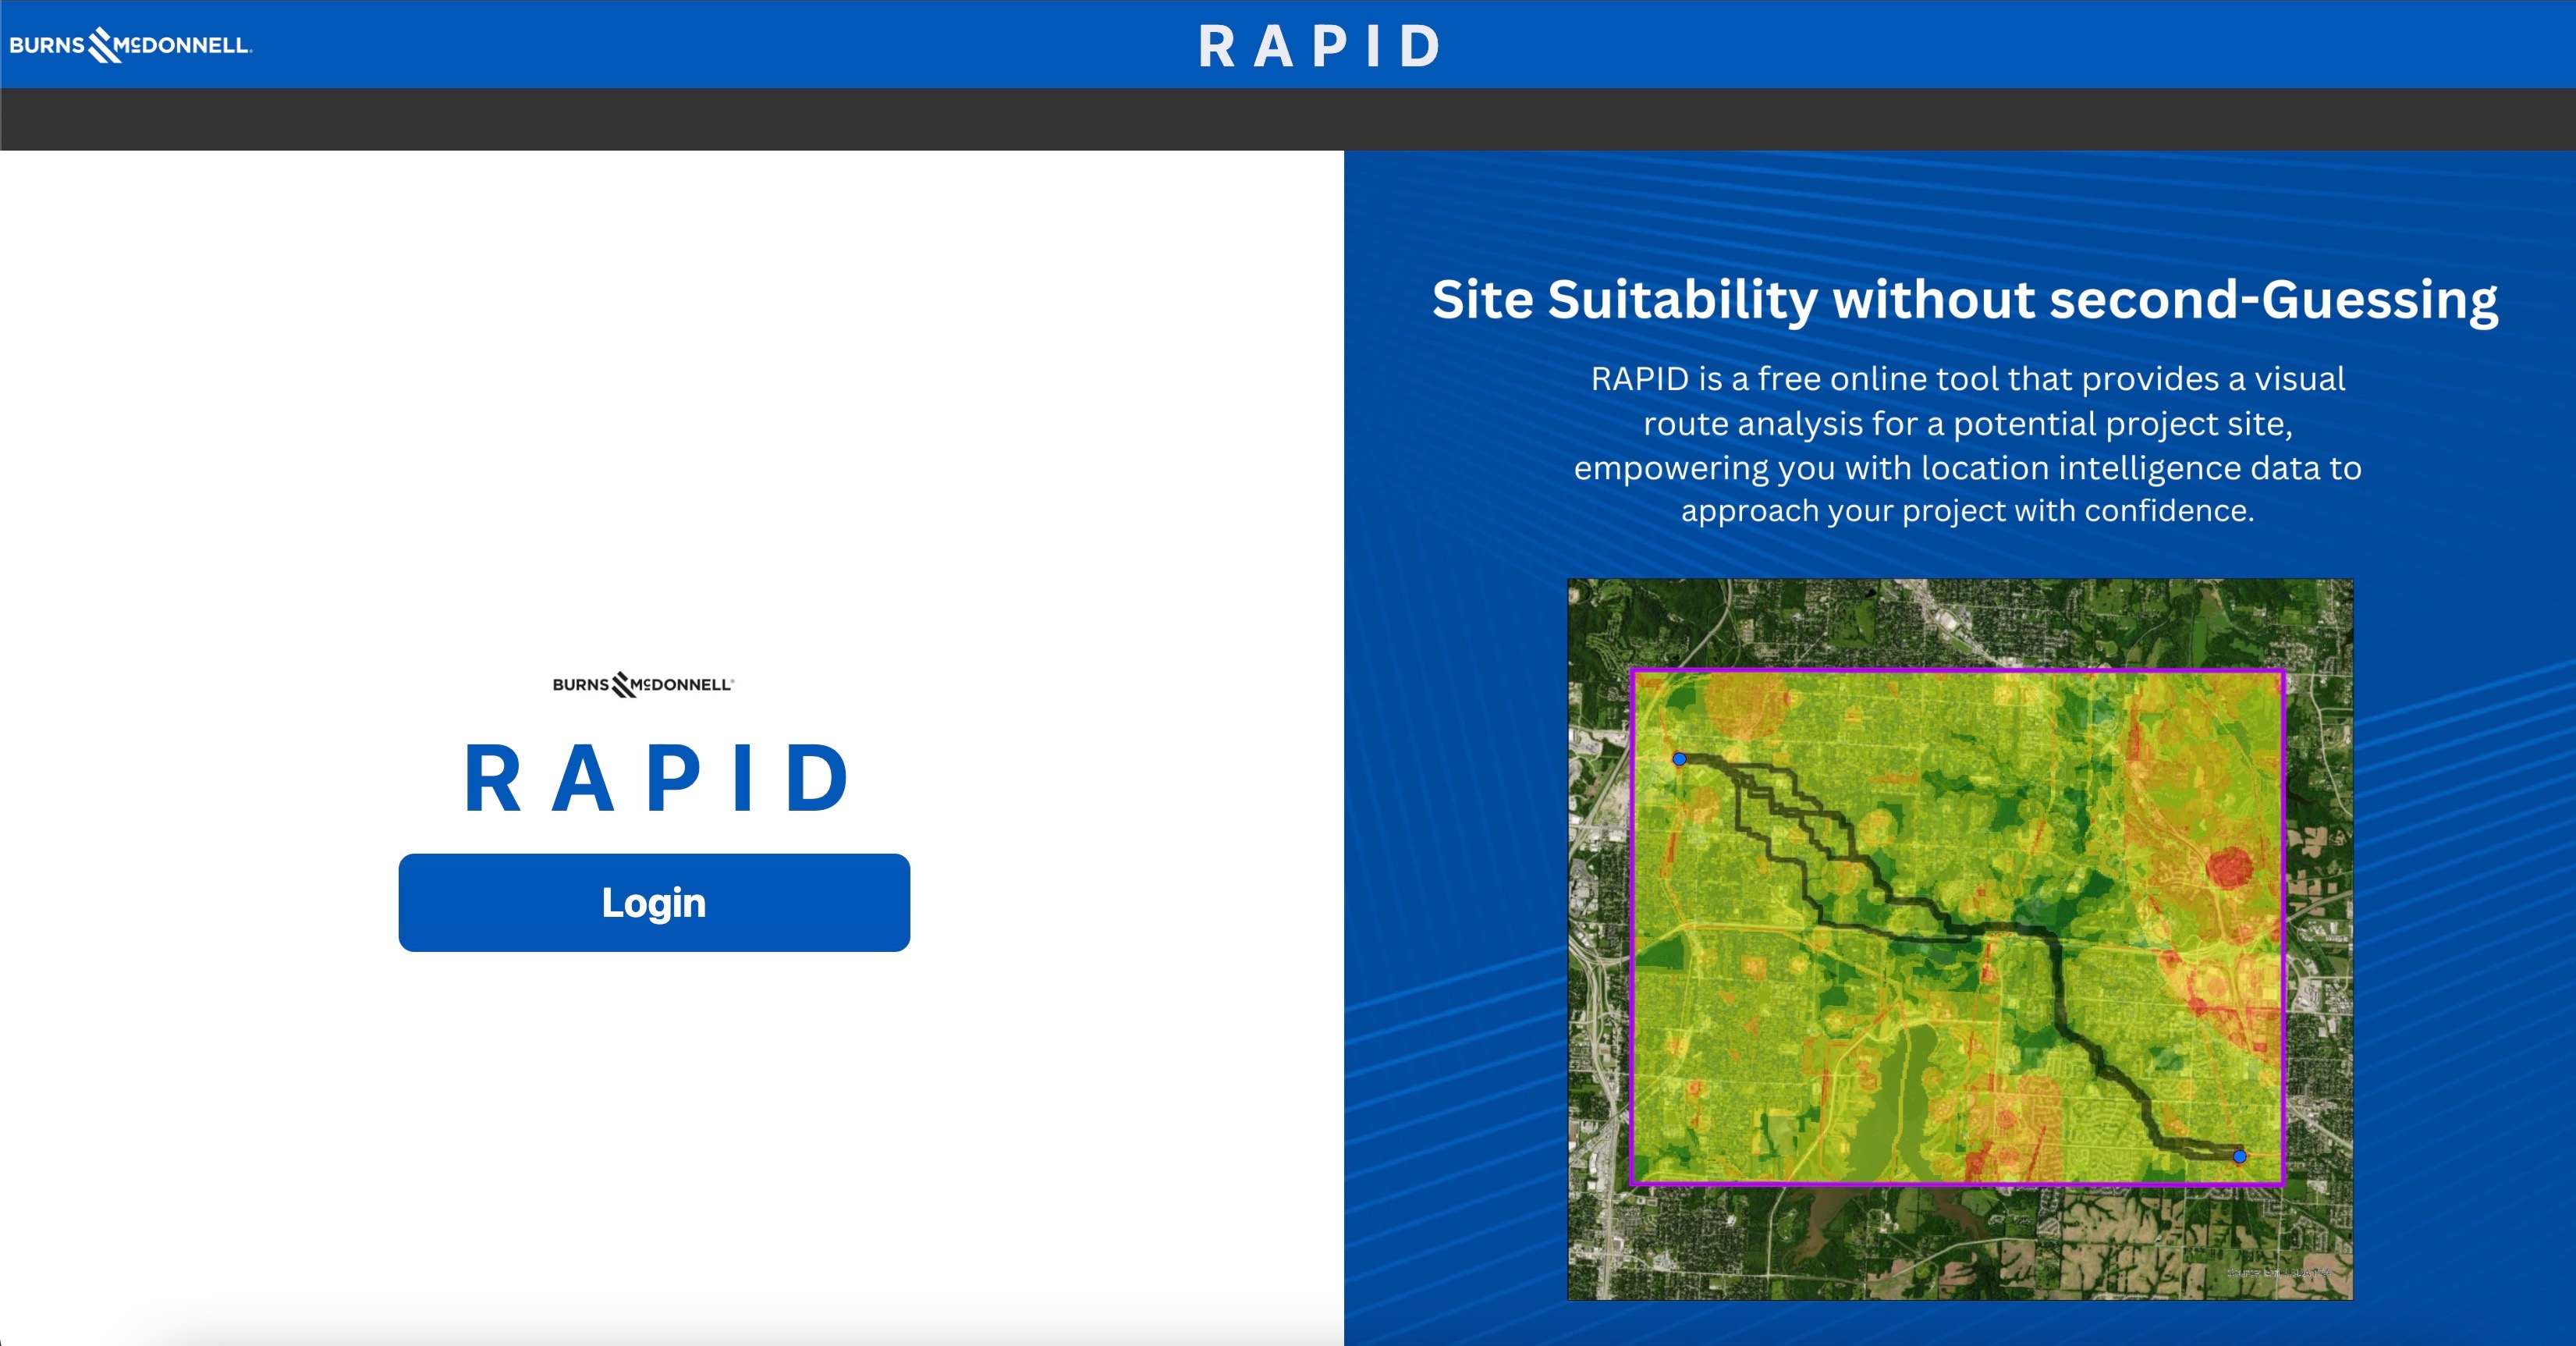 BURNS McDONNELL.
RAPID
Site Suitability without second-Guessing
RAPID is a free online tool that provides a visual
route analysis for a potential project site,
empowering you with location intelligence data to
approach your project with confidence.
BURNS McDONNELL®
RAPID
Login